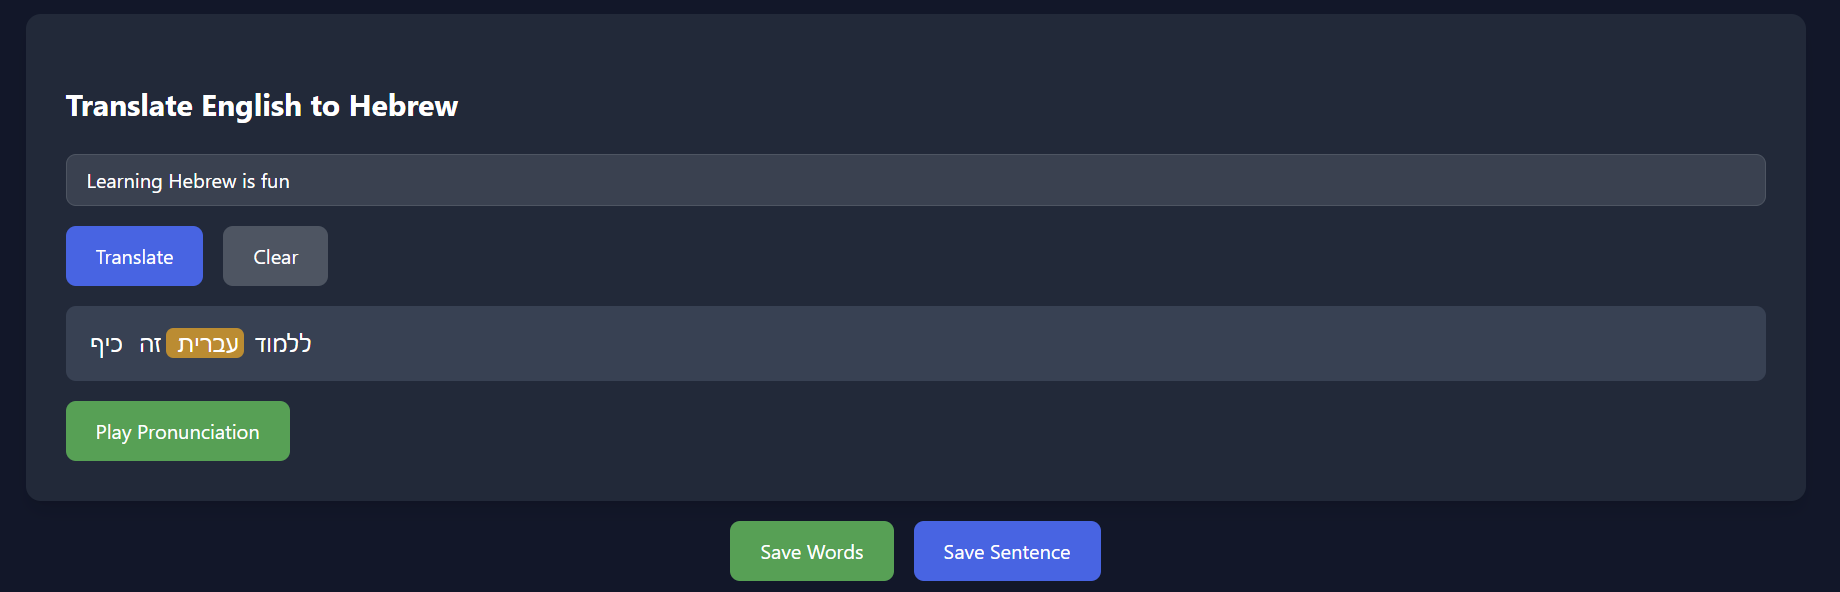 Translate English to Hebrew
Learning Hebrew is fun
Translate Clear
ללמוד עברית זה כיף
Play Pronunciation
Save Words Save Sentence